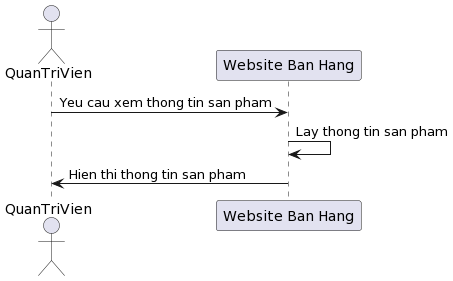 QuanTriVien
Website Ban Hang
Yeu cau xem thong tin san pham
Lay thong tin san pham
Hien thi thong tin san pham
QuanTriVien
Website Ban Hang